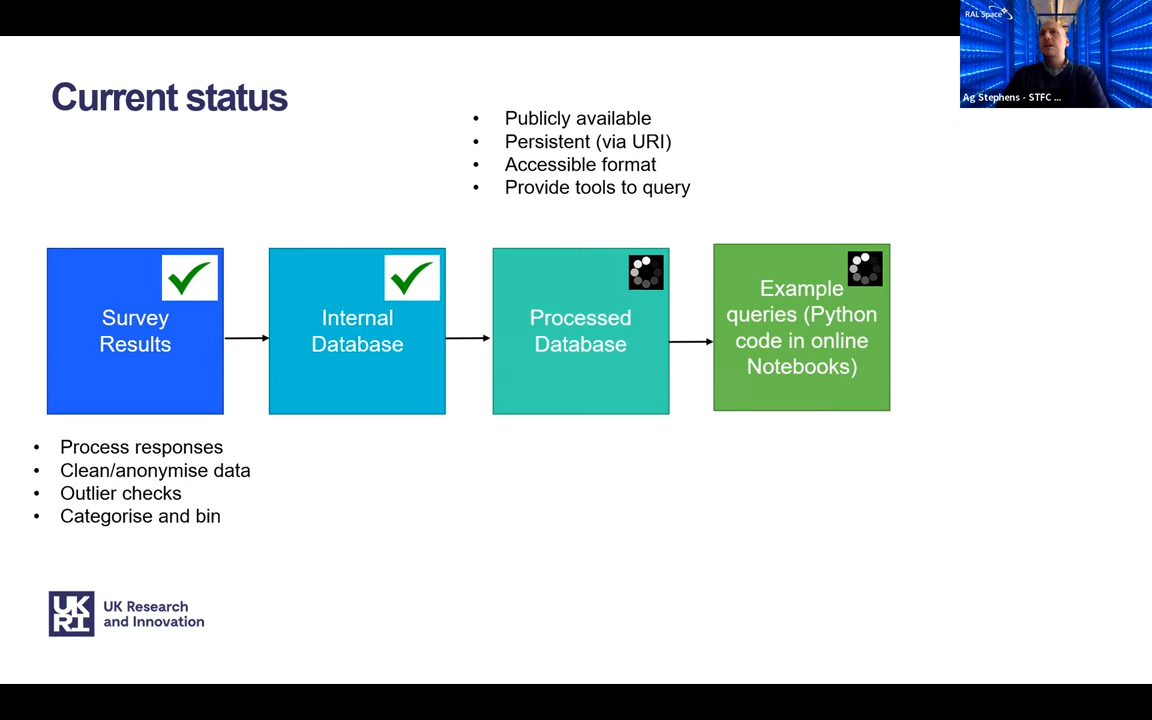 RAL Space
Ag Stephens - STFC ...
Current status
• Publicly available
• Persistent (via URI)
• Accessible format
• Provide tools to query
Survey
Results
Internal
Database
Processed
Database
Example
queries (Python
code in online
Notebooks)
• Process responses
• Clean/anonymise data
• Outlier checks
• Categorise and bin
UK
RI
UK Research
and Innovation